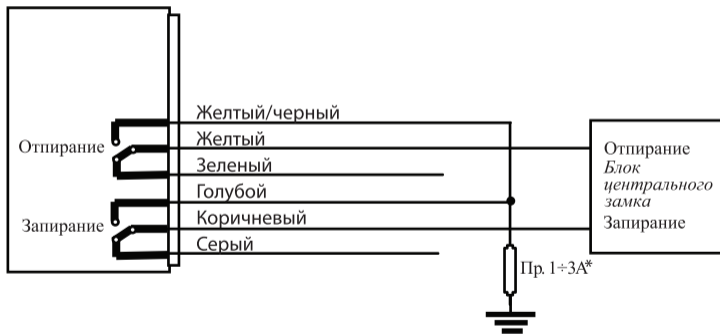 Желтый/черный
Желтый
Отпирание
Зеленый
Голубой
Запирание
Коричневый
Серый
Отпирание
Блок
центрального
замка
Запирание
Пр. 1÷3А*